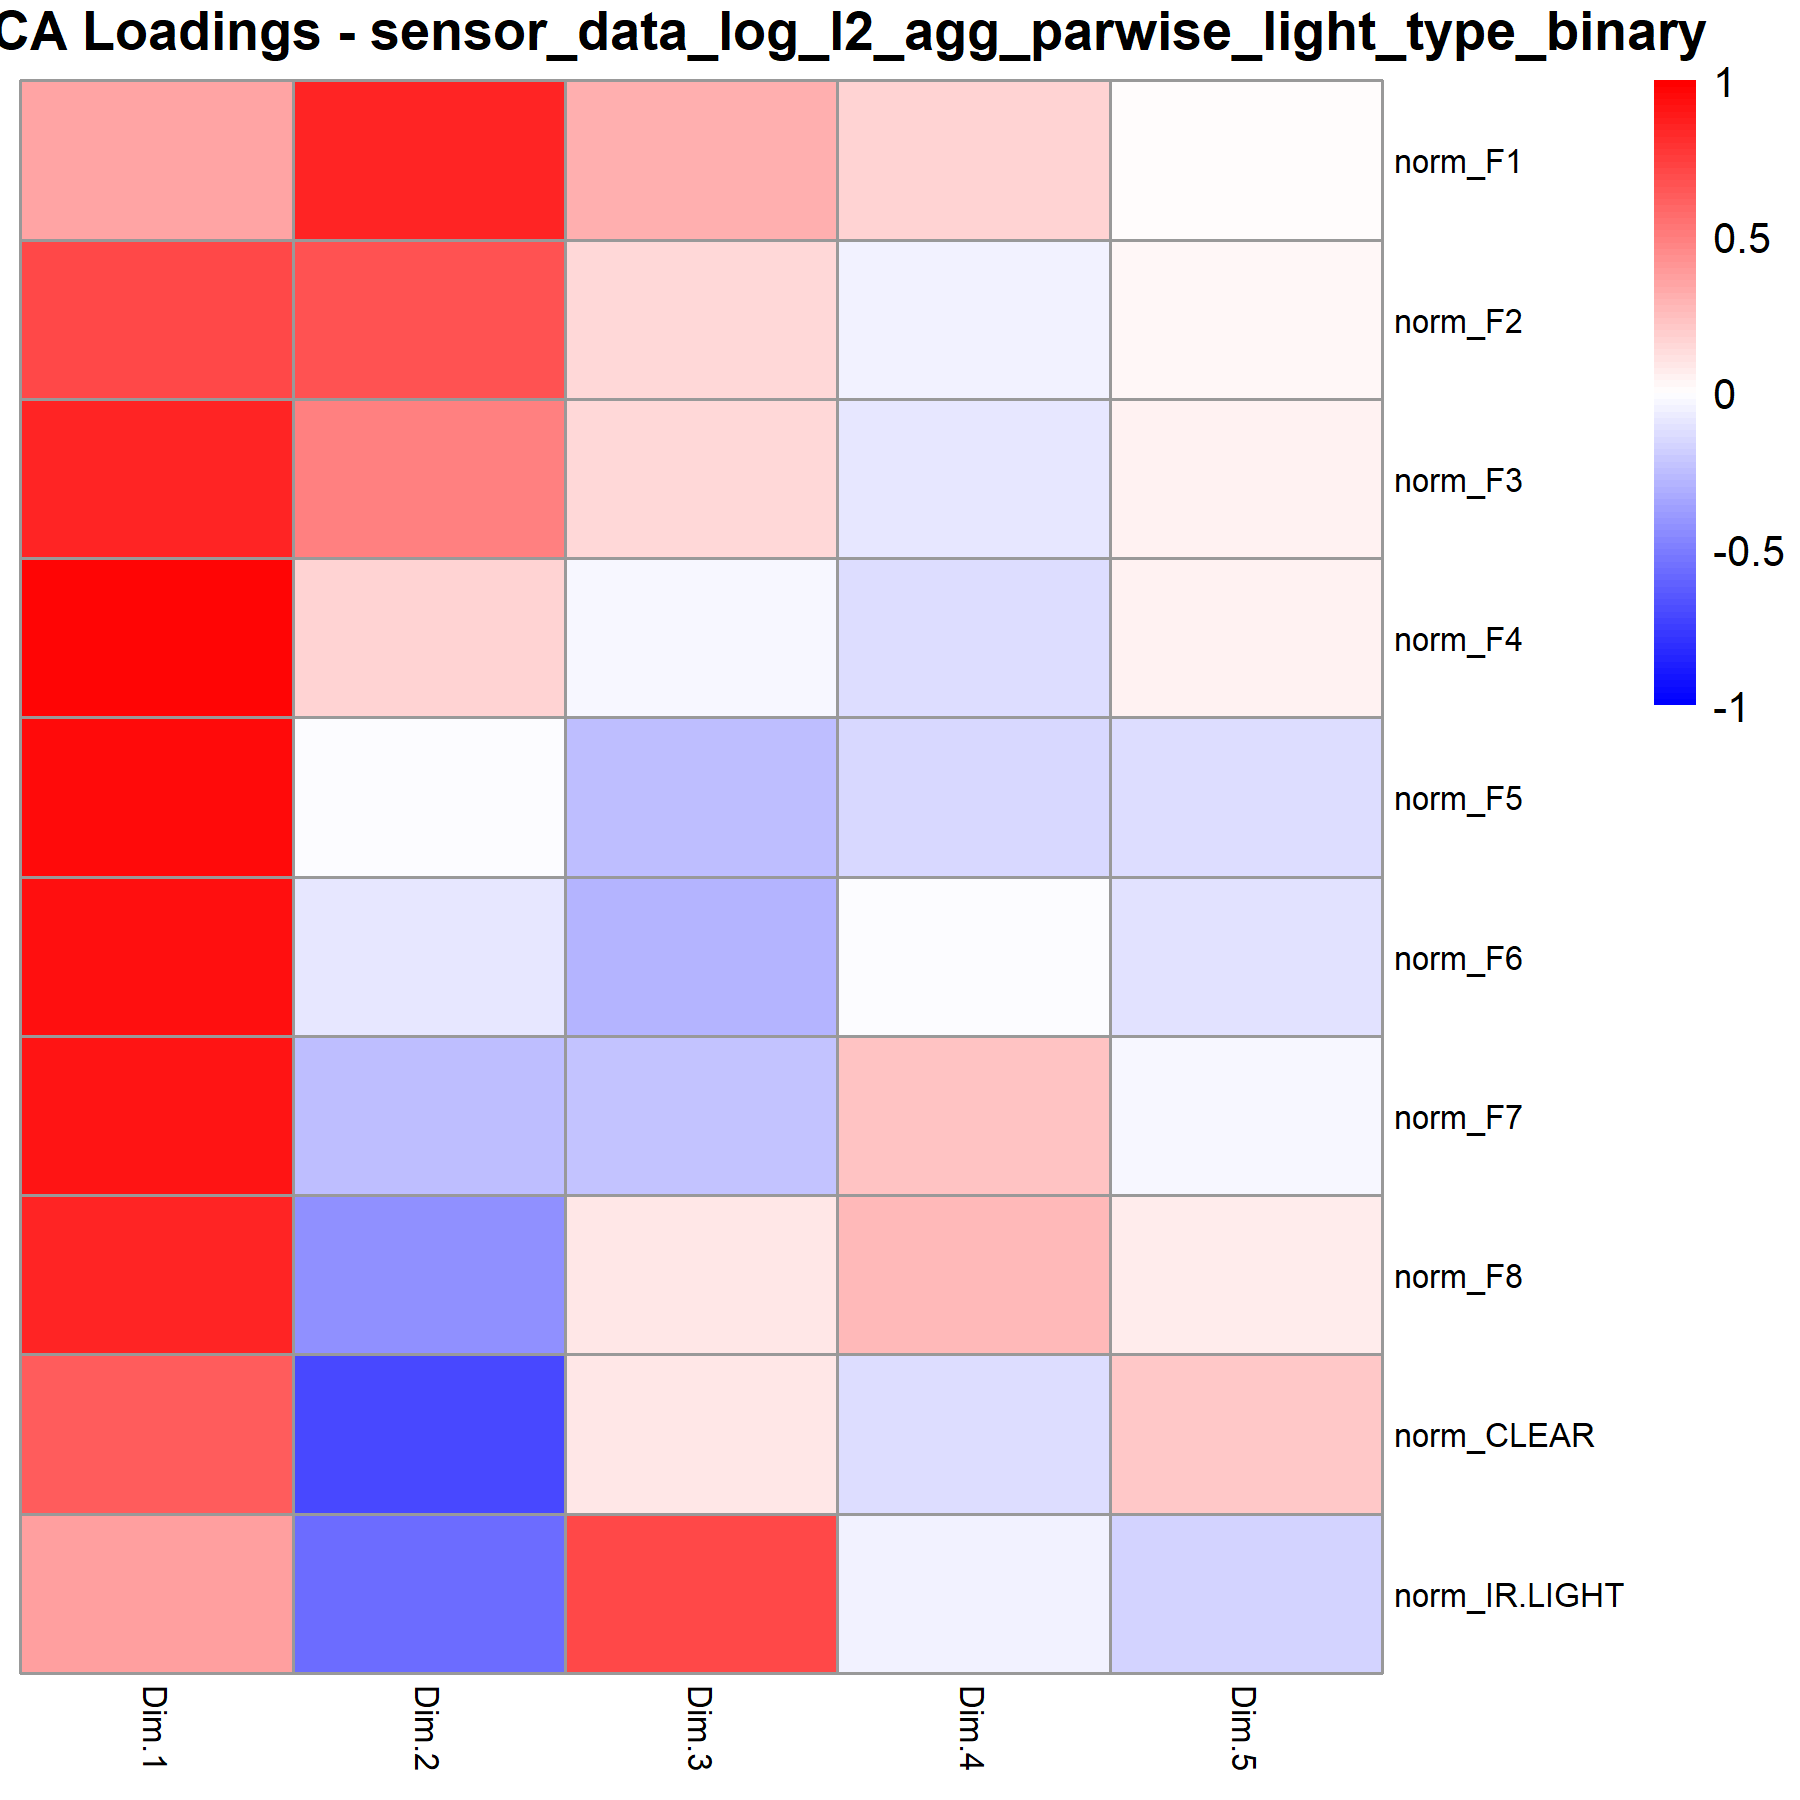 CA Loadings - sensor_data_log_l2_agg_parwise_light_type_binary
1
0.5
0
-0.5
-1
norm_F1
norm_F2
norm_F3
norm_F4
norm_F5
norm_F6
norm_F7
norm_F8
norm_CLEAR
norm_IR.LIGHT
Dim.1
Dim.2
Dim.3
Dim.4
Dim.5